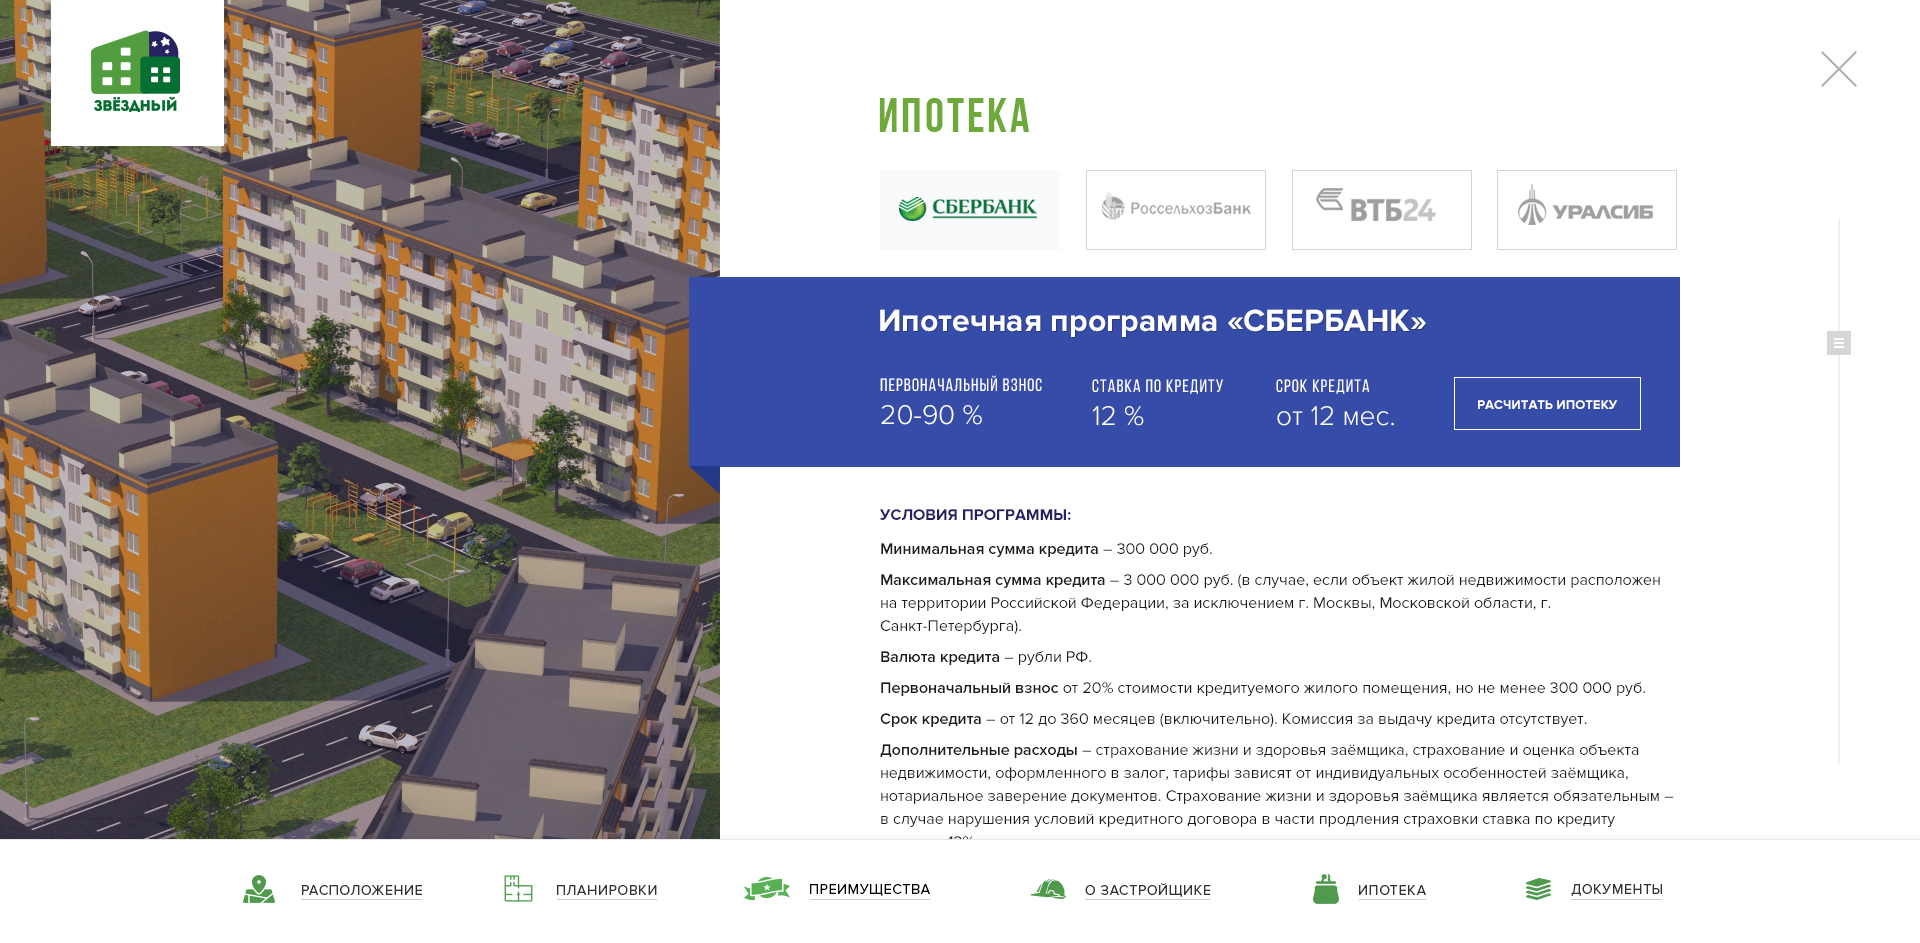 ЗВЁЗДНЫЙ
ИПОТЕКА
СБЕРБАНК
РоссельхозБанк
ВТБ24
УРАЛСИБ
Ипотечная программа «СБЕРБАНК»
ПЕРВОНАЧАЛЬНЫЙ ВЗНОС
20-90 %
СТАВКА ПО КРЕДИТУ
12 %
СРОК КРЕДИТА
от 12 мес.
РАСЧИТАТЬ ИПОТЕКУ
УСЛОВИЯ ПРОГРАММЫ:
Минимальная сумма кредита – 300 000 руб.
Максимальная сумма кредита – 3 000 000 руб. (в случае, если объект жилой недвижимости расположен
на территории Российской Федерации, за исключением г. Москвы, Московской области, г.
Санкт-Петербурга).
Валюта кредита – рубли РФ.
Первоначальный взнос от 20% стоимости кредитуемого жилого помещения, но не менее 300 000 руб.
Срок кредита – от 12 до 360 месяцев (включительно). Комиссия за выдачу кредита отсутствует.
Дополнительные расходы – страхование жизни и здоровья заёмщика, страхование и оценка объекта
недвижимости, оформленного в залог, тарифы зависят от индивидуальных особенностей заёмщика,
нотариальное заверение документов. Страхование жизни и здоровья заёмщика является обязательным –
в случае нарушения условий кредитного договора в части продления страховки ставка по кредиту
РАСПОЛОЖЕНИЕ
ПЛАНИРОВКИ
ПРЕИМУЩЕСТВА
О ЗАСТРОЙЩИКЕ
ИПОТЕКА
ДОКУМЕНТЫ